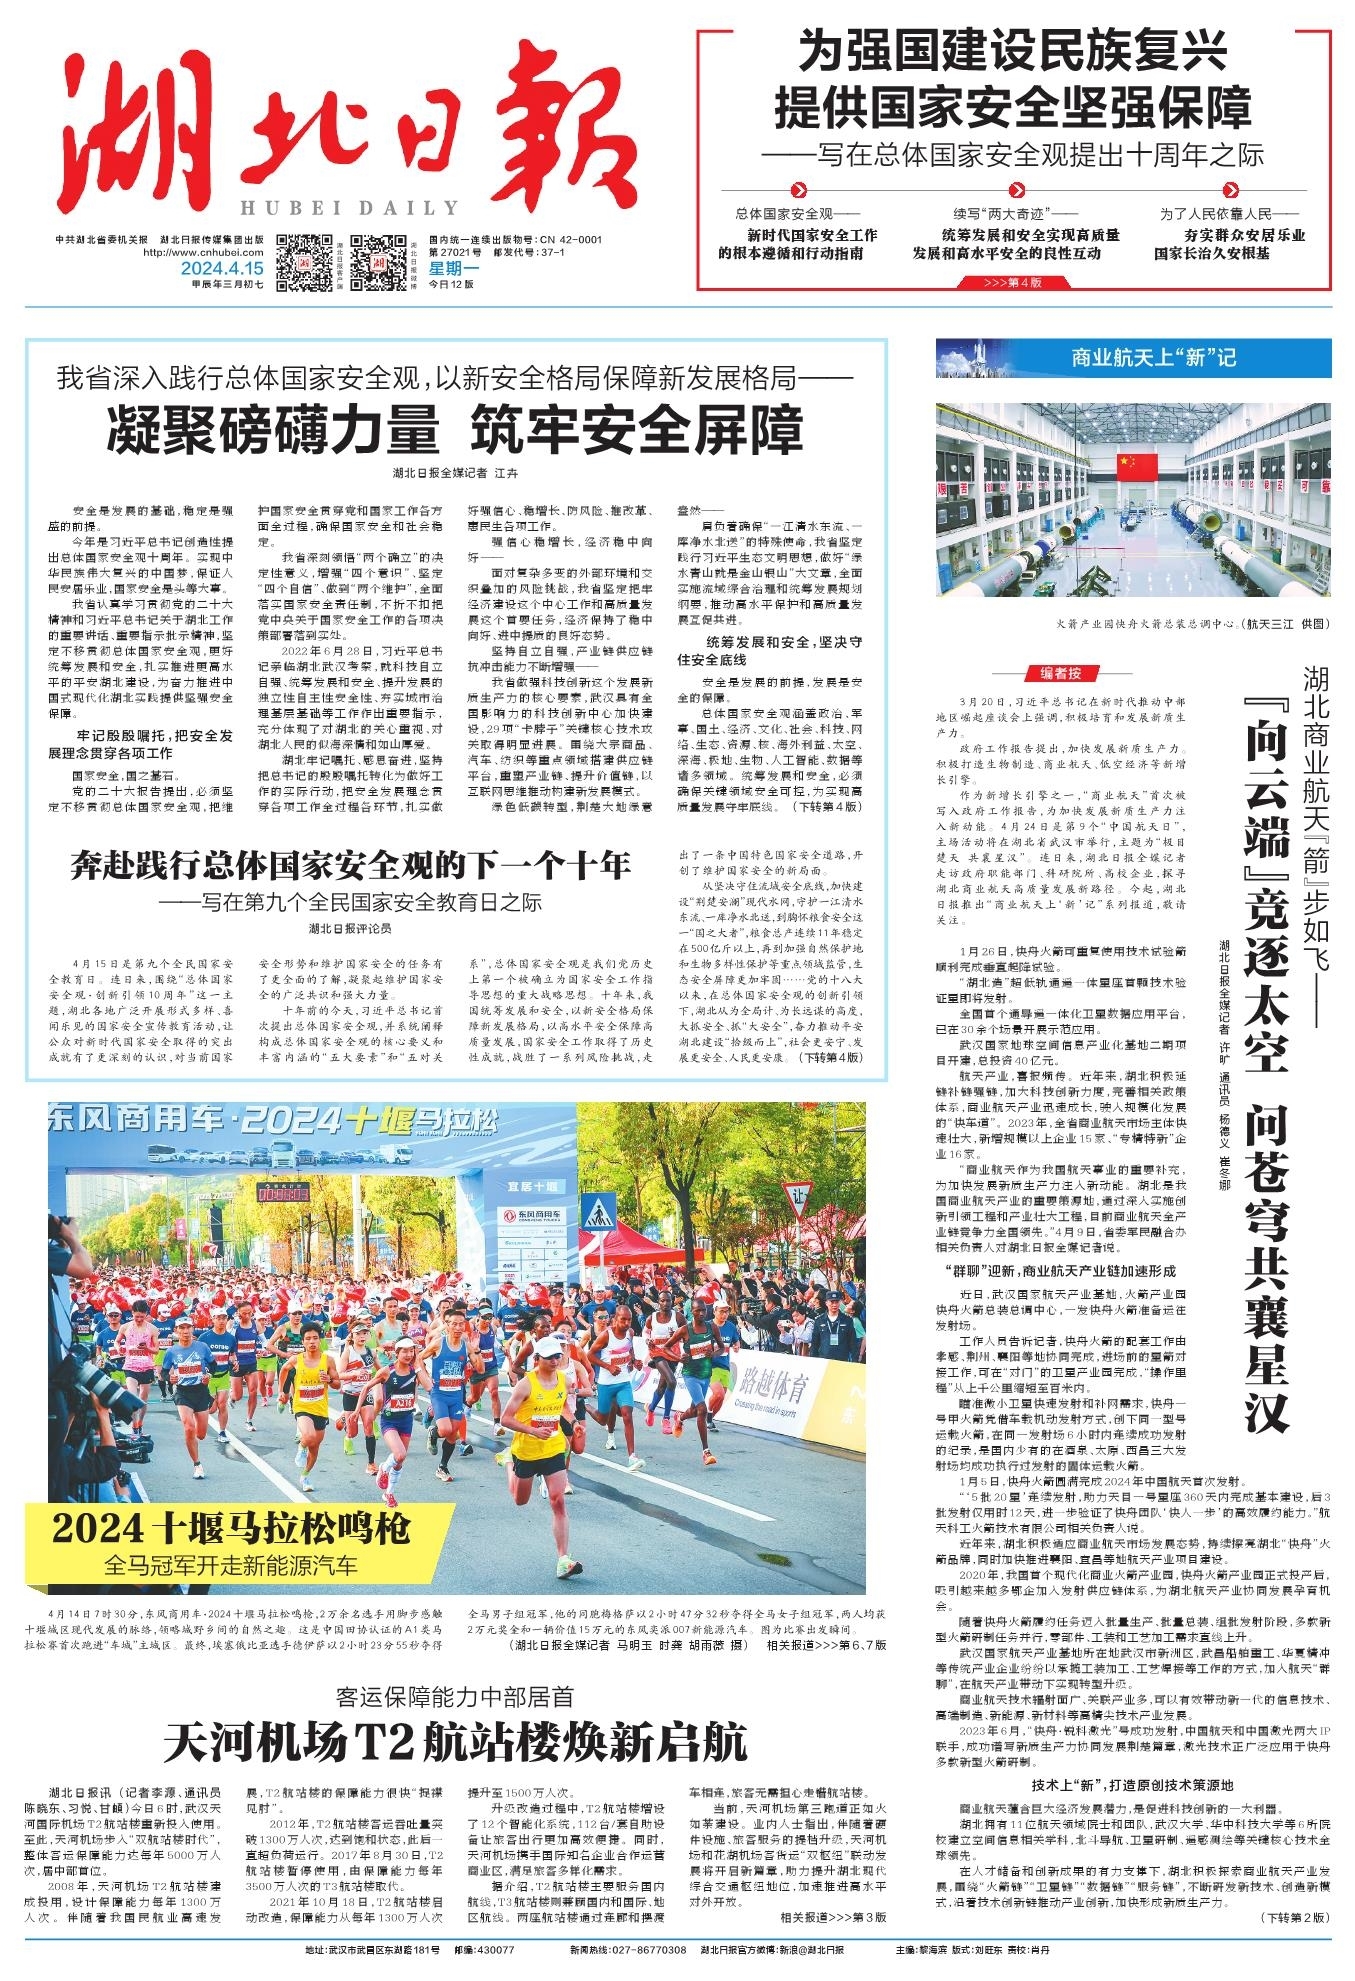 湖北日报
HUBEI DAILY
中共湖北省委机关报 湖北日报传媒集团出版
http://www.cnhubei.com
2024.4.15
甲辰年三月初七
湖北日报客户端
湖北日报微博
国内统一连续出版物号:CN 42-0001
第27021号 邮发代号:37-1
星期一
今日12版
为强国建设民族复兴
提供国家安全坚强保障
——写在总体国家安全观提出十周年之际
总体国家安全观——
新时代国家安全工作
的根本遵循和行动指南
续写“两大奇迹”——
统筹发展和安全实现高质量
发展和高水平安全的良性互动
为了人民依靠人民——
夯实群众安居乐业
国家长治久安根基
>>>第4版
我省深入践行总体国家安全观,以新安全格局保障新发展格局——
凝聚磅礴力量 筑牢安全屏障
湖北日报全媒记者 江卉
安全是发展的基础,稳定是强
盛的前提。
今年是习近平总书记创造性提
出总体国家安全观十周年。实现中
华民族伟大复兴的中国梦,保证人
民安居乐业,国家安全是头等大事。
我省认真学习贯彻党的二十大
精神和习近平总书记关于湖北工作
的重要讲话、重要指示批示精神,坚
定不移贯彻总体国家安全观,更好
统筹发展和安全,扎实推进更高水
平的平安湖北建设,为奋力推进中
国式现代化湖北实践提供坚强安全
保障。
牢记殷殷嘱托,把安全发
展理念贯穿各项工作
国家安全,国之基石。
党的二十大报告提出,必须坚
定不移贯彻总体国家安全观,把维
护国家安全贯穿党和国家工作各方
面全过程,确保国家安全和社会稳
定。
我省深刻领悟“两个确立”的决
定性意义,增强“四个意识”、坚定
“四个自信”、做到“两个维护”,全面
落实国家安全责任制,不折不扣把
党中央关于国家安全工作的各项决
策部署落到实处。
2022年6月28日,习近平总书
记亲临湖北武汉考察,就科技自立
自强、统筹发展和安全、提升发展的
独立性自主性安全性、夯实城市治
理基层基础等工作作出重要指示,
充分体现了对湖北的关心重视、对
湖北人民的似海深情和如山厚爱。
湖北牢记嘱托、感恩奋进,坚持
把总书记的殷殷嘱托转化为做好工
作的实际行动,把安全发展理念贯
穿各项工作全过程各环节,扎实做
好强信心、稳增长、防风险、推改革、
惠民生各项工作。
强信心稳增长,经济稳中向
好——
面对复杂多变的外部环境和交
织叠加的风险挑战,我省坚定把牢
经济建设这个中心工作和高质量发
展这个首要任务,经济保持了稳中
向好、进中提质的良好态势。
坚持自立自强,产业链供应链
抗冲击能力不断增强——
我省做强科技创新这个发展新
质生产力的核心要素,武汉具有全
国影响力的科技创新中心加快建
设,29项“卡脖子”关键核心技术攻
关取得明显进展。围绕大宗商品、
汽车、纺织等重点领域搭建供应链
平台,重塑产业链、提升价值链,以
互联网思维推动构建新发展模式。
绿色低碳转型,荆楚大地绿意
盎然——
肩负着确保“一江清水东流、一
库净水北送”的特殊使命,我省坚定
践行习近平生态文明思想,做好“绿
水青山就是金山银山”大文章,全面
实施流域综合治理和统筹发展规划
纲要,推动高水平保护和高质量发
展互促共进。
统筹发展和安全,坚决守
住安全底线
安全是发展的前提,发展是安
全的保障。
总体国家安全观涵盖政治、军
事、国土、经济、文化、社会、科技、网
络、生态、资源、核、海外利益、太空、
深海、极地、生物、人工智能、数据等
诸多领域。统筹发展和安全,必须
确保关键领域安全可控,为实现高
质量发展守牢底线。(下转第4版)
奔赴践行总体国家安全观的下一个十年
——写在第九个全民国家安全教育日之际
湖北日报评论员
4月15日是第九个全民国家安
全教育日。连日来,围绕“总体国家
安全观·创新引领10周年”这一主
题,湖北各地广泛开展形式多样、喜
闻乐见的国家安全宣传教育活动,让
公众对新时代国家安全取得的突出
成就有了更深刻的认识,对当前国家
安全形势和维护国家安全的任务有
了更全面的了解,凝聚起维护国家安
全的广泛共识和强大力量。
十年前的今天,习近平总书记首
次提出总体国家安全观,并系统阐释
构成总体国家安全观的核心要义和
丰富内涵的“五大要素”和“五对关
系”,总体国家安全观是我们党历史
上第一个被确立为国家安全工作指
导思想的重大战略思想。十年来,我
国统筹发展和安全,以新安全格局保
障新发展格局,以高水平安全保障高
质量发展,国家安全工作取得了历史
性成就,战胜了一系列风险挑战,走
出了一条中国特色国家安全道路,开
创了维护国家安全的新局面。
从坚决守住流域安全底线,加快建
设“荆楚安澜”现代水网,守护一江清水
东流、一库净水北送,到胸怀粮食安全这
一“国之大者”,粮食总产连续11年稳定
在500亿斤以上,再到加强自然保护地
和生物多样性保护等重点领域监管,生
态安全屏障更加牢固……党的十八大
以来,在总体国家安全观的创新引领
下,湖北从为全局计、为长远谋的高度,
大抓安全、抓“大安全”,奋力推动平安
湖北建设“拾级而上”,社会更安宁、发
展更安全、人民更安康。(下转第4版)
东风商用车·2024十堰马拉松
宜居十堰
东风商用车
让
路越体育
Crossing the road in sports
A216
2024十堰马拉松鸣枪
全马冠军开走新能源汽车
4月14日7时30分,东风商用车·2024十堰马拉松鸣枪,2万余名选手用脚步感触
十堰城区现代发展的脉络,领略城野乡间的自然之趣。这是中国田协认证的A1类马
拉松赛首次跑进“车城”主城区。最终,埃塞俄比亚选手德伊萨以2小时23分55秒夺得
全马男子组冠军,他的同胞梅格萨以2小时47分32秒夺得全马女子组冠军,两人均获
2万元奖金和一辆价值15万元的东风奕派007新能源汽车。图为比赛出发瞬间。
(湖北日报全媒记者 马明玉 时龚 胡雨薇 摄) 相关报道>>>第6、7版
客运保障能力中部居首
天河机场T2航站楼焕新启航
湖北日报讯 (记者李源、通讯员
陈晓东、习悦、甘頔)今日6时,武汉天
河国际机场T2航站楼重新投入使用。
至此,天河机场步入“双航站楼时代”,
整体客运保障能力达每年5000万人
次,居中部首位。
2008年,天河机场T2航站楼建
成投用,设计保障能力每年1300万
人次。伴随着我国民航业高速发
展,T2航站楼的保障能力很快“捉襟
见肘”。
2012年,T2航站楼客运吞吐量突
破1300万人次,达到饱和状态,此后一
直超负荷运行。2017年8月30日,T2
航站楼暂停使用,由保障能力每年
3500万人次的T3航站楼取代。
2021年10月18日,T2航站楼启
动改造,保障能力从每年1300万人次
提升至1500万人次。
升级改造过程中,T2航站楼增设
了12个智能化系统,112台/套自助设
备让旅客出行更加高效便捷。同时,
天河机场携手国际知名企业合作运营
商业区,满足旅客多样化需求。
据介绍,T2航站楼主要服务国内
航线,T3航站楼则兼顾国内和国际、地
区航线。两座航站楼通过连廊和摆渡
车相连,旅客无需担心走错航站楼。
当前,天河机场第三跑道正如火
如荼建设。业内人士指出,伴随着硬
件设施、旅客服务的提档升级,天河机
场和花湖机场客货运“双枢纽”联动发
展将开启新篇章,助力提升湖北现代
综合交通枢纽地位,加速推进高水平
对外开放。
相关报道>>>第3版
商业航天上“新”记
火箭产业园快舟火箭总装总调中心。(航天三江 供图)
湖北商业航天『箭』步如飞——
『向云端』竞逐太空 问苍穹共襄星汉
湖北日报全媒记者 许旷 通讯员 杨德义 崔冬娜
编者按
3月20日,习近平总书记在新时代推动中部
地区崛起座谈会上强调,积极培育和发展新质生
产力。
政府工作报告提出,加快发展新质生产力。
积极打造生物制造、商业航天、低空经济等新增
长引擎。
作为新增长引擎之一,“商业航天”首次被
写入政府工作报告,为加快发展新质生产力注
入新动能。4月24日是第9个“中国航天日”,
主场活动将在湖北省武汉市举行,主题为“极目
楚天 共襄星汉”。连日来,湖北日报全媒记者
走访政府职能部门、科研院所、高校企业,探寻
湖北商业航天高质量发展新路径。今起,湖北
日报推出“商业航天上‘新’记”系列报道,敬请
关注。
1月26日,快舟火箭可重复使用技术试验箭
顺利完成垂直起降试验。
“湖北造”超低轨通遥一体星座首颗技术验
证星即将发射。
全国首个通导遥一体化卫星数据应用平台,
已在30余个场景开展示范应用。
武汉国家地球空间信息产业化基地二期项
目开建,总投资40亿元。
航天产业,喜报频传。近年来,湖北积极延
链补链强链,加大科技创新力度,完善相关政策
体系,商业航天产业迅速成长,驶入规模化发展
的“快车道”。2023年,全省商业航天市场主体快
速壮大,新增规模以上企业15家、“专精特新”企
业16家。
“商业航天作为我国航天事业的重要补充,
为加快发展新质生产力注入新动能。湖北是我
国商业航天产业的重要策源地,通过深入实施创
新引领工程和产业壮大工程,目前商业航天全产
业链竞争力全国领先。”4月9日,省委军民融合办
相关负责人对湖北日报全媒记者说。
“群聊”迎新,商业航天产业链加速形成
近日,武汉国家航天产业基地,火箭产业园
快舟火箭总装总调中心,一发快舟火箭准备运往
发射场。
工作人员告诉记者,快舟火箭的配套工作由
孝感、荆州、襄阳等地协同完成,进场前的星箭对
接工作,可在“对门”的卫星产业园完成,“操作里
程”从上千公里缩短至百米内。
瞄准微小卫星快速发射和补网需求,快舟一
号甲火箭凭借车载机动发射方式,创下同一型号
运载火箭,在同一发射场6小时内连续成功发射
的纪录,是国内少有的在酒泉、太原、西昌三大发
射场均成功执行过发射的固体运载火箭。
1月5日,快舟火箭圆满完成2024年中国航天首次发射。
“‘5批20星’连续发射,助力天目一号星座360天内完成基本建设,后3
批发射仅用时12天,进一步验证了快舟团队‘快人一步’的高效履约能力。”航
天科工火箭技术有限公司相关负责人说。
近年来,湖北积极适应商业航天市场发展态势,持续擦亮湖北“快舟”火
箭品牌,同时加快推进襄阳、宜昌等地航天产业项目建设。
2020年,我国首个现代化商业火箭产业园,快舟火箭产业园正式投产后,
吸引越来越多鄂企加入发射供应链体系,为湖北航天产业协同发展孕育机
会。
随着快舟火箭履约任务迈入批量生产、批量总装、组批发射阶段,多款新
型火箭研制任务并行,零部件、工装和工艺加工需求直线上升。
武汉国家航天产业基地所在地武汉市新洲区,武昌船舶重工、华夏精冲
等传统产业企业纷纷以承揽工装加工、工艺焊接等工作的方式,加入航天“群
聊”,在航天产业带动下实现转型升级。
商业航天技术辐射面广、关联产业多,可以有效带动新一代的信息技术、
高端制造、新能源、新材料等高精尖技术产业发展。
2023年6月,“快舟·锐科激光”号成功发射,中国航天和中国激光两大IP
联手,成功谱写新质生产力协同发展荆楚篇章,激光技术正广泛应用于快舟
多款新型火箭研制。
技术上“新”,打造原创技术策源地
商业航天蕴含巨大经济发展潜力,是促进科技创新的一大利器。
湖北拥有11位航天领域院士和团队,武汉大学、华中科技大学等6所院
校建立空间信息相关学科,北斗导航、卫星研制、遥感测绘等关键核心技术全
球领先。
在人才储备和创新成果的有力支撑下,湖北积极探索商业航天产业发
展,围绕“火箭链”“卫星链”“数据链”“服务链”,不断研发新技术、创造新模
式,沿着技术创新链推动产业创新,加快形成新质生产力。
(下转第2版)
地址:武汉市武昌区东湖路181号 邮编:430077 新闻热线:027-86770308 湖北日报官方微博:新浪@湖北日报 主编:黎海滨 版式:刘旺东 责校:肖丹